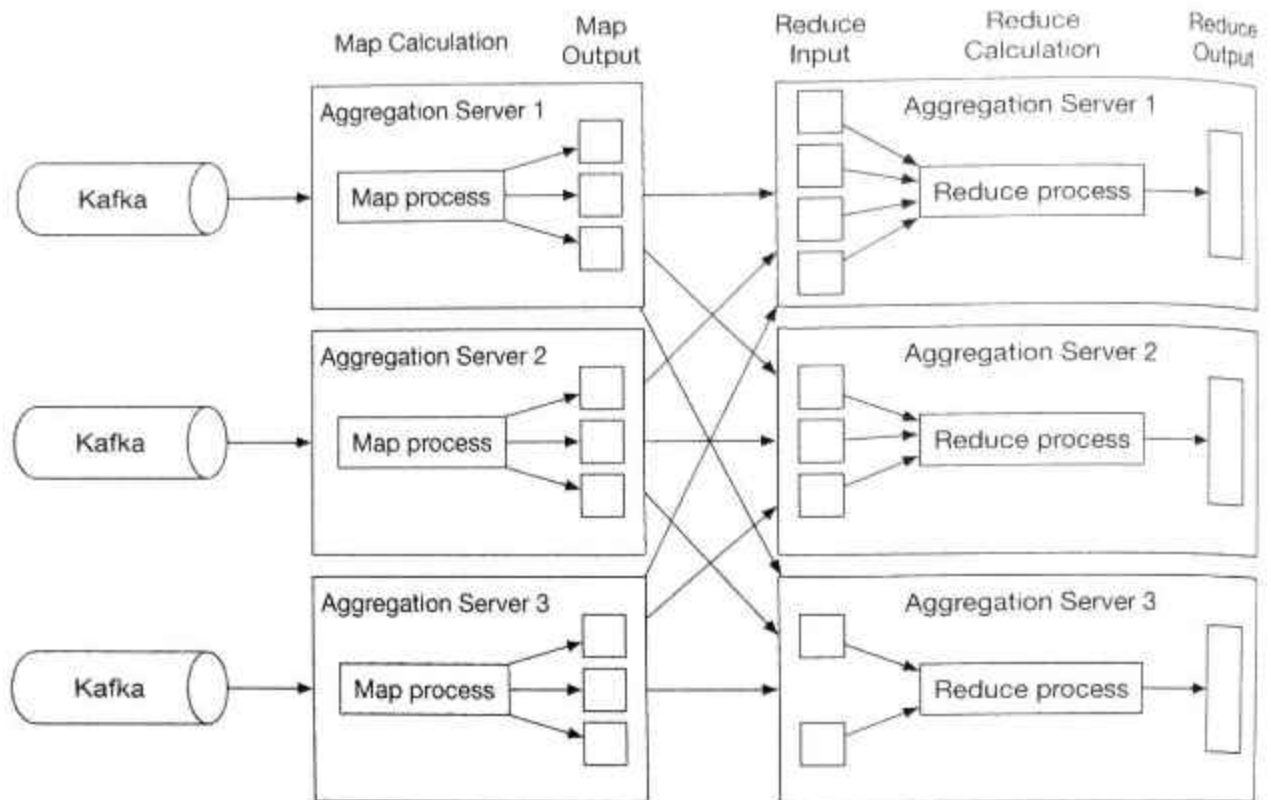 Map Calculation
Map
Output
Reduce
Input
Reduce
Calculation
Reduce
Output
Kafka
Aggregation Server 1
Map process
Aggregation Server 1
Reduce process
Kafka
Aggregation Server 2
Map process
Aggregation Server 2
Reduce process
Kafka
Aggregation Server 3
Map process
Aggregation Server 3
Reduce process